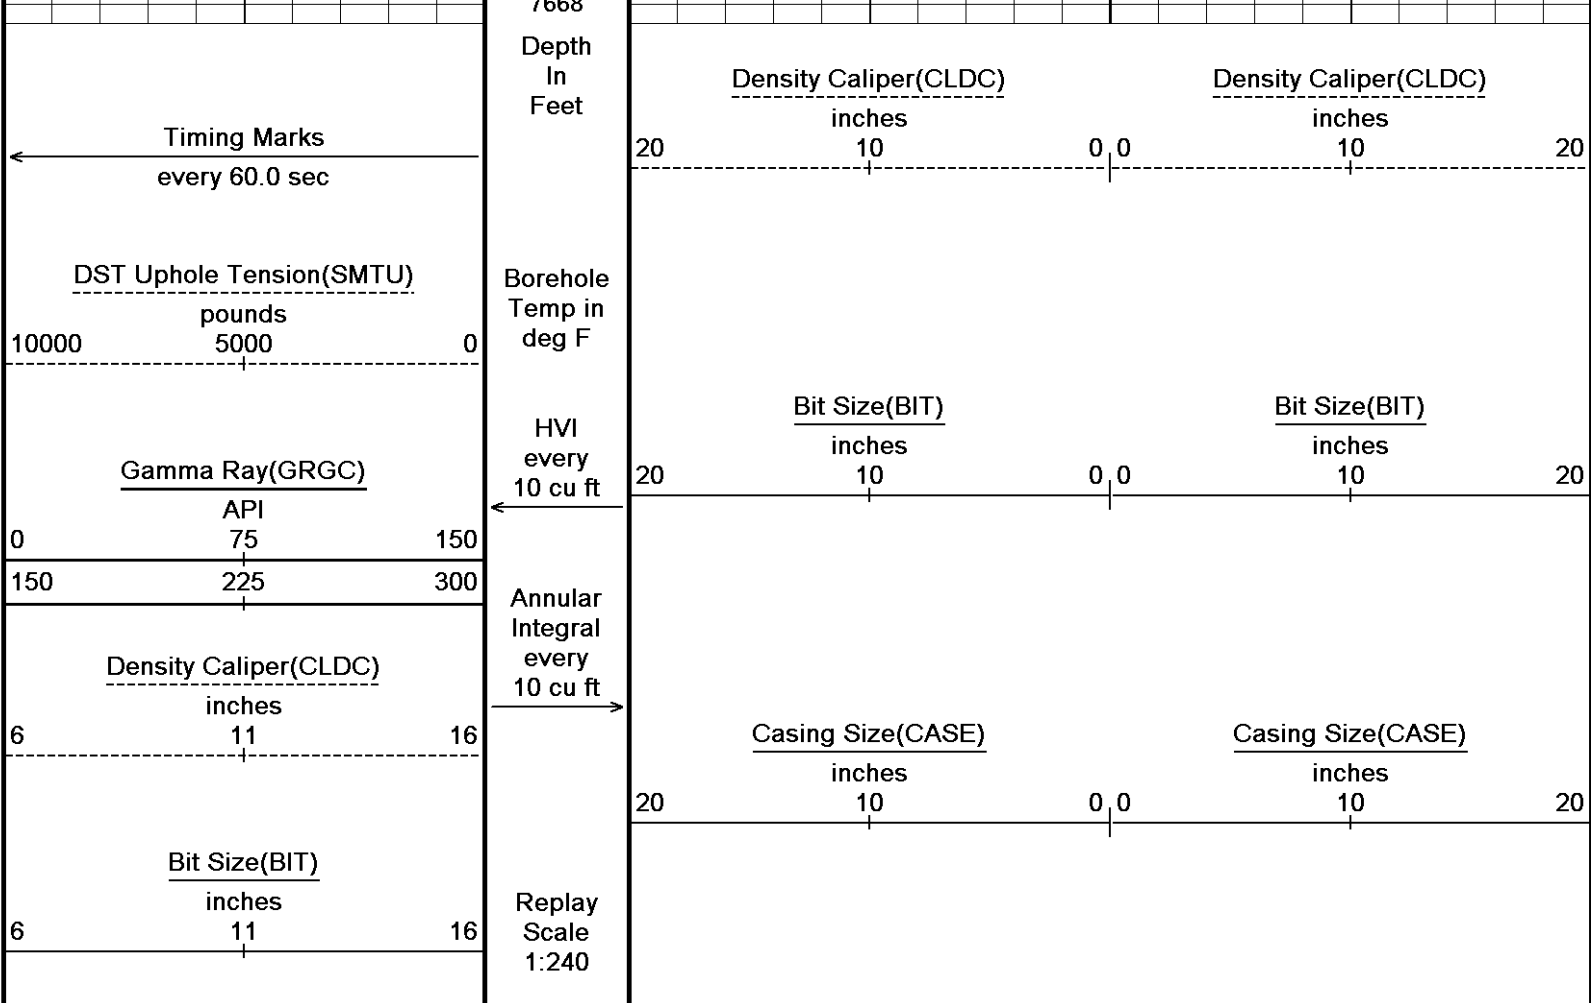 7668
Depth
In
Feet
Timing Marks
every 60.0 sec
DST Uphole Tension(SMTU)
pounds
10000 5000 0
Gamma Ray(GRGC)
API
0 75 150
150 225 300
Density Caliper(CLDC)
inches
6 11 16
Bit Size(BIT)
inches
6 11 16
Borehole
Temp in
deg F
HVI
every
10 cu ft
Annular
Integral
every
10 cu ft
Replay
Scale
1:240
Density Caliper(CLDC) Density Caliper(CLDC)
inches inches
20 10 0 0 10 20
Bit Size(BIT) Bit Size(BIT)
inches inches
20 10 0 0 10 20
Casing Size(CASE) Casing Size(CASE)
inches inches
20 10 0 0 10 20